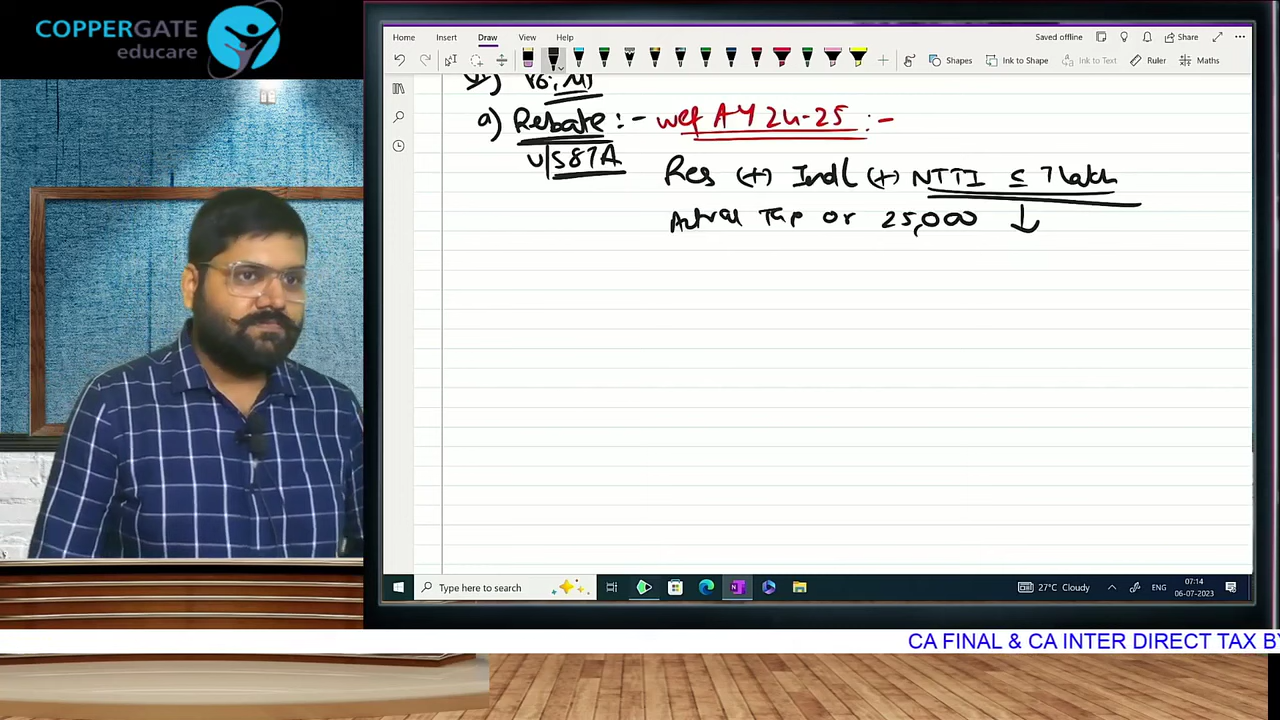 COPPERGATE
educare
Home Insert Draw View Help
Saved offline
Share
Shapes
Ink to Shape
Ink to Text
Ruler
Maths
a) Rebate :- wef AY 24-25 :-
u/s 87A
Res (+) Indl (+) NTTI ≤ 7 lakh
Actual Tax or 25,000 ↓
Type here to search
27°C Cloudy
ENG
07:14
06-07-2023
CA FINAL & CA INTER DIRECT TAX BY